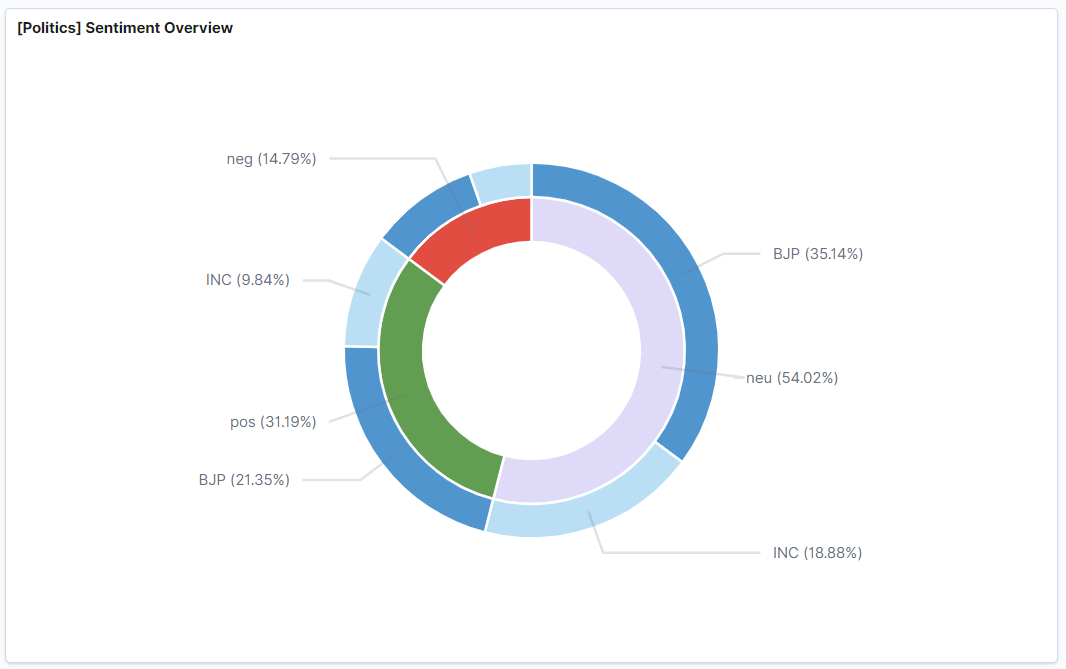 [Politics] Sentiment Overview
neg (14.79%)
BJP (35.14%)
INC (9.84%)
neu (54.02%)
pos (31.19%)
BJP (21.35%)
INC (18.88%)